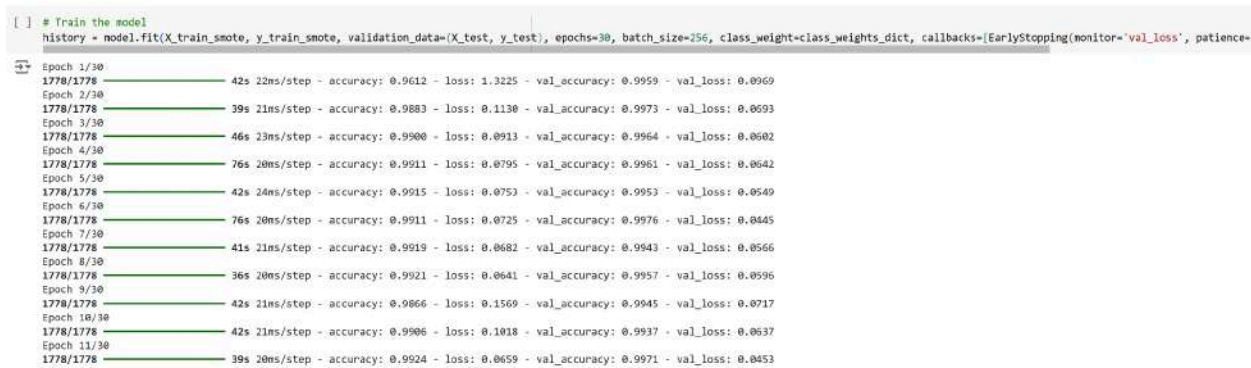 [ ] # Train the model
history = model.fit(X_train_smote, y_train_smote, validation_data=(X_test, y_test), epochs=30, batch_size=256, class_weight=class_weights_dict, callbacks=[EarlyStopping(monitor='val_loss', patience=
Epoch 1/30
1778/1778 42s 22ms/step - accuracy: 0.9612 - loss: 1.3225 - val_accuracy: 0.9959 - val_loss: 0.0969
Epoch 2/30
1778/1778 39s 21ms/step - accuracy: 0.9883 - loss: 0.1130 - val_accuracy: 0.9973 - val_loss: 0.0693
Epoch 3/30
1778/1778 46s 23ms/step - accuracy: 0.9900 - loss: 0.0913 - val_accuracy: 0.9964 - val_loss: 0.0602
Epoch 4/30
1778/1778 76s 20ms/step - accuracy: 0.9911 - loss: 0.0795 - val_accuracy: 0.9961 - val_loss: 0.0642
Epoch 5/30
1778/1778 42s 24ms/step - accuracy: 0.9915 - loss: 0.0753 - val_accuracy: 0.9953 - val_loss: 0.0549
Epoch 6/30
1778/1778 76s 20ms/step - accuracy: 0.9911 - loss: 0.0725 - val_accuracy: 0.9976 - val_loss: 0.0445
Epoch 7/30
1778/1778 41s 21ms/step - accuracy: 0.9919 - loss: 0.0682 - val_accuracy: 0.9943 - val_loss: 0.0566
Epoch 8/30
1778/1778 36s 20ms/step - accuracy: 0.9921 - loss: 0.0641 - val_accuracy: 0.9957 - val_loss: 0.0596
Epoch 9/30
1778/1778 42s 21ms/step - accuracy: 0.9866 - loss: 0.1569 - val_accuracy: 0.9945 - val_loss: 0.0717
Epoch 10/30
1778/1778 42s 21ms/step - accuracy: 0.9906 - loss: 0.1018 - val_accuracy: 0.9937 - val_loss: 0.0637
Epoch 11/30
1778/1778 39s 20ms/step - accuracy: 0.9924 - loss: 0.0659 - val_accuracy: 0.9971 - val_loss: 0.0453